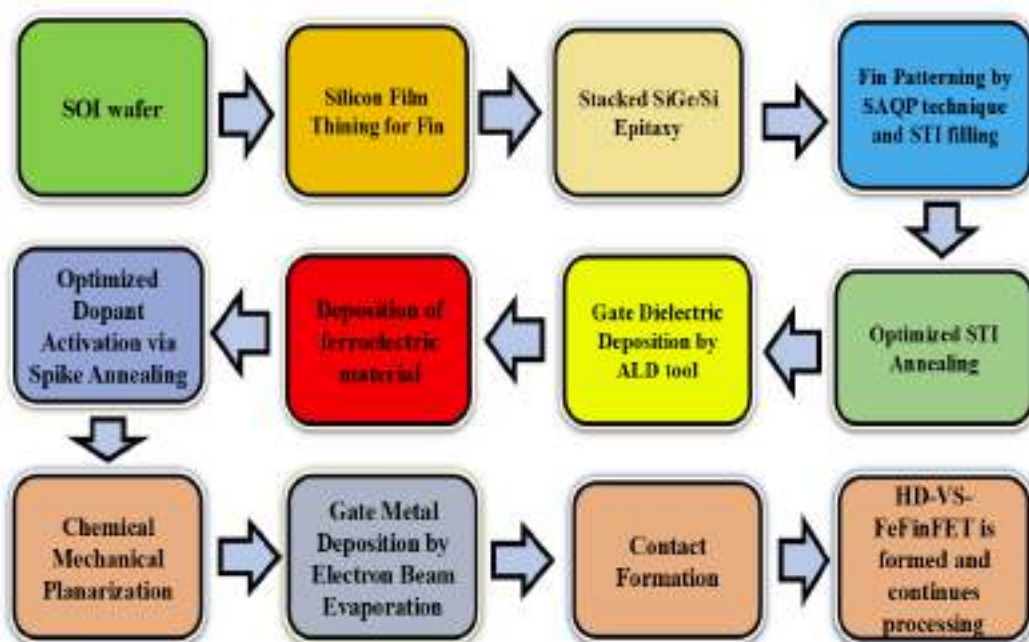 SOI wafer
Silicon Film
Thining for Fin
Stacked SiGe/Si
Epitaxy
Fin Patterning by
SAQP technique
and STI filling
Optimized STI
Annealing
Gate Dielectric
Deposition by
ALD tool
Deposition of
ferroelectric
material
Optimized
Dopant
Activation via
Spike Annealing
Chemical
Mechanical
Planarization
Gate Metal
Deposition by
Electron Beam
Evaporation
Contact
Formation
HD-VS-
FeFinFET is
formed and
continues
processing